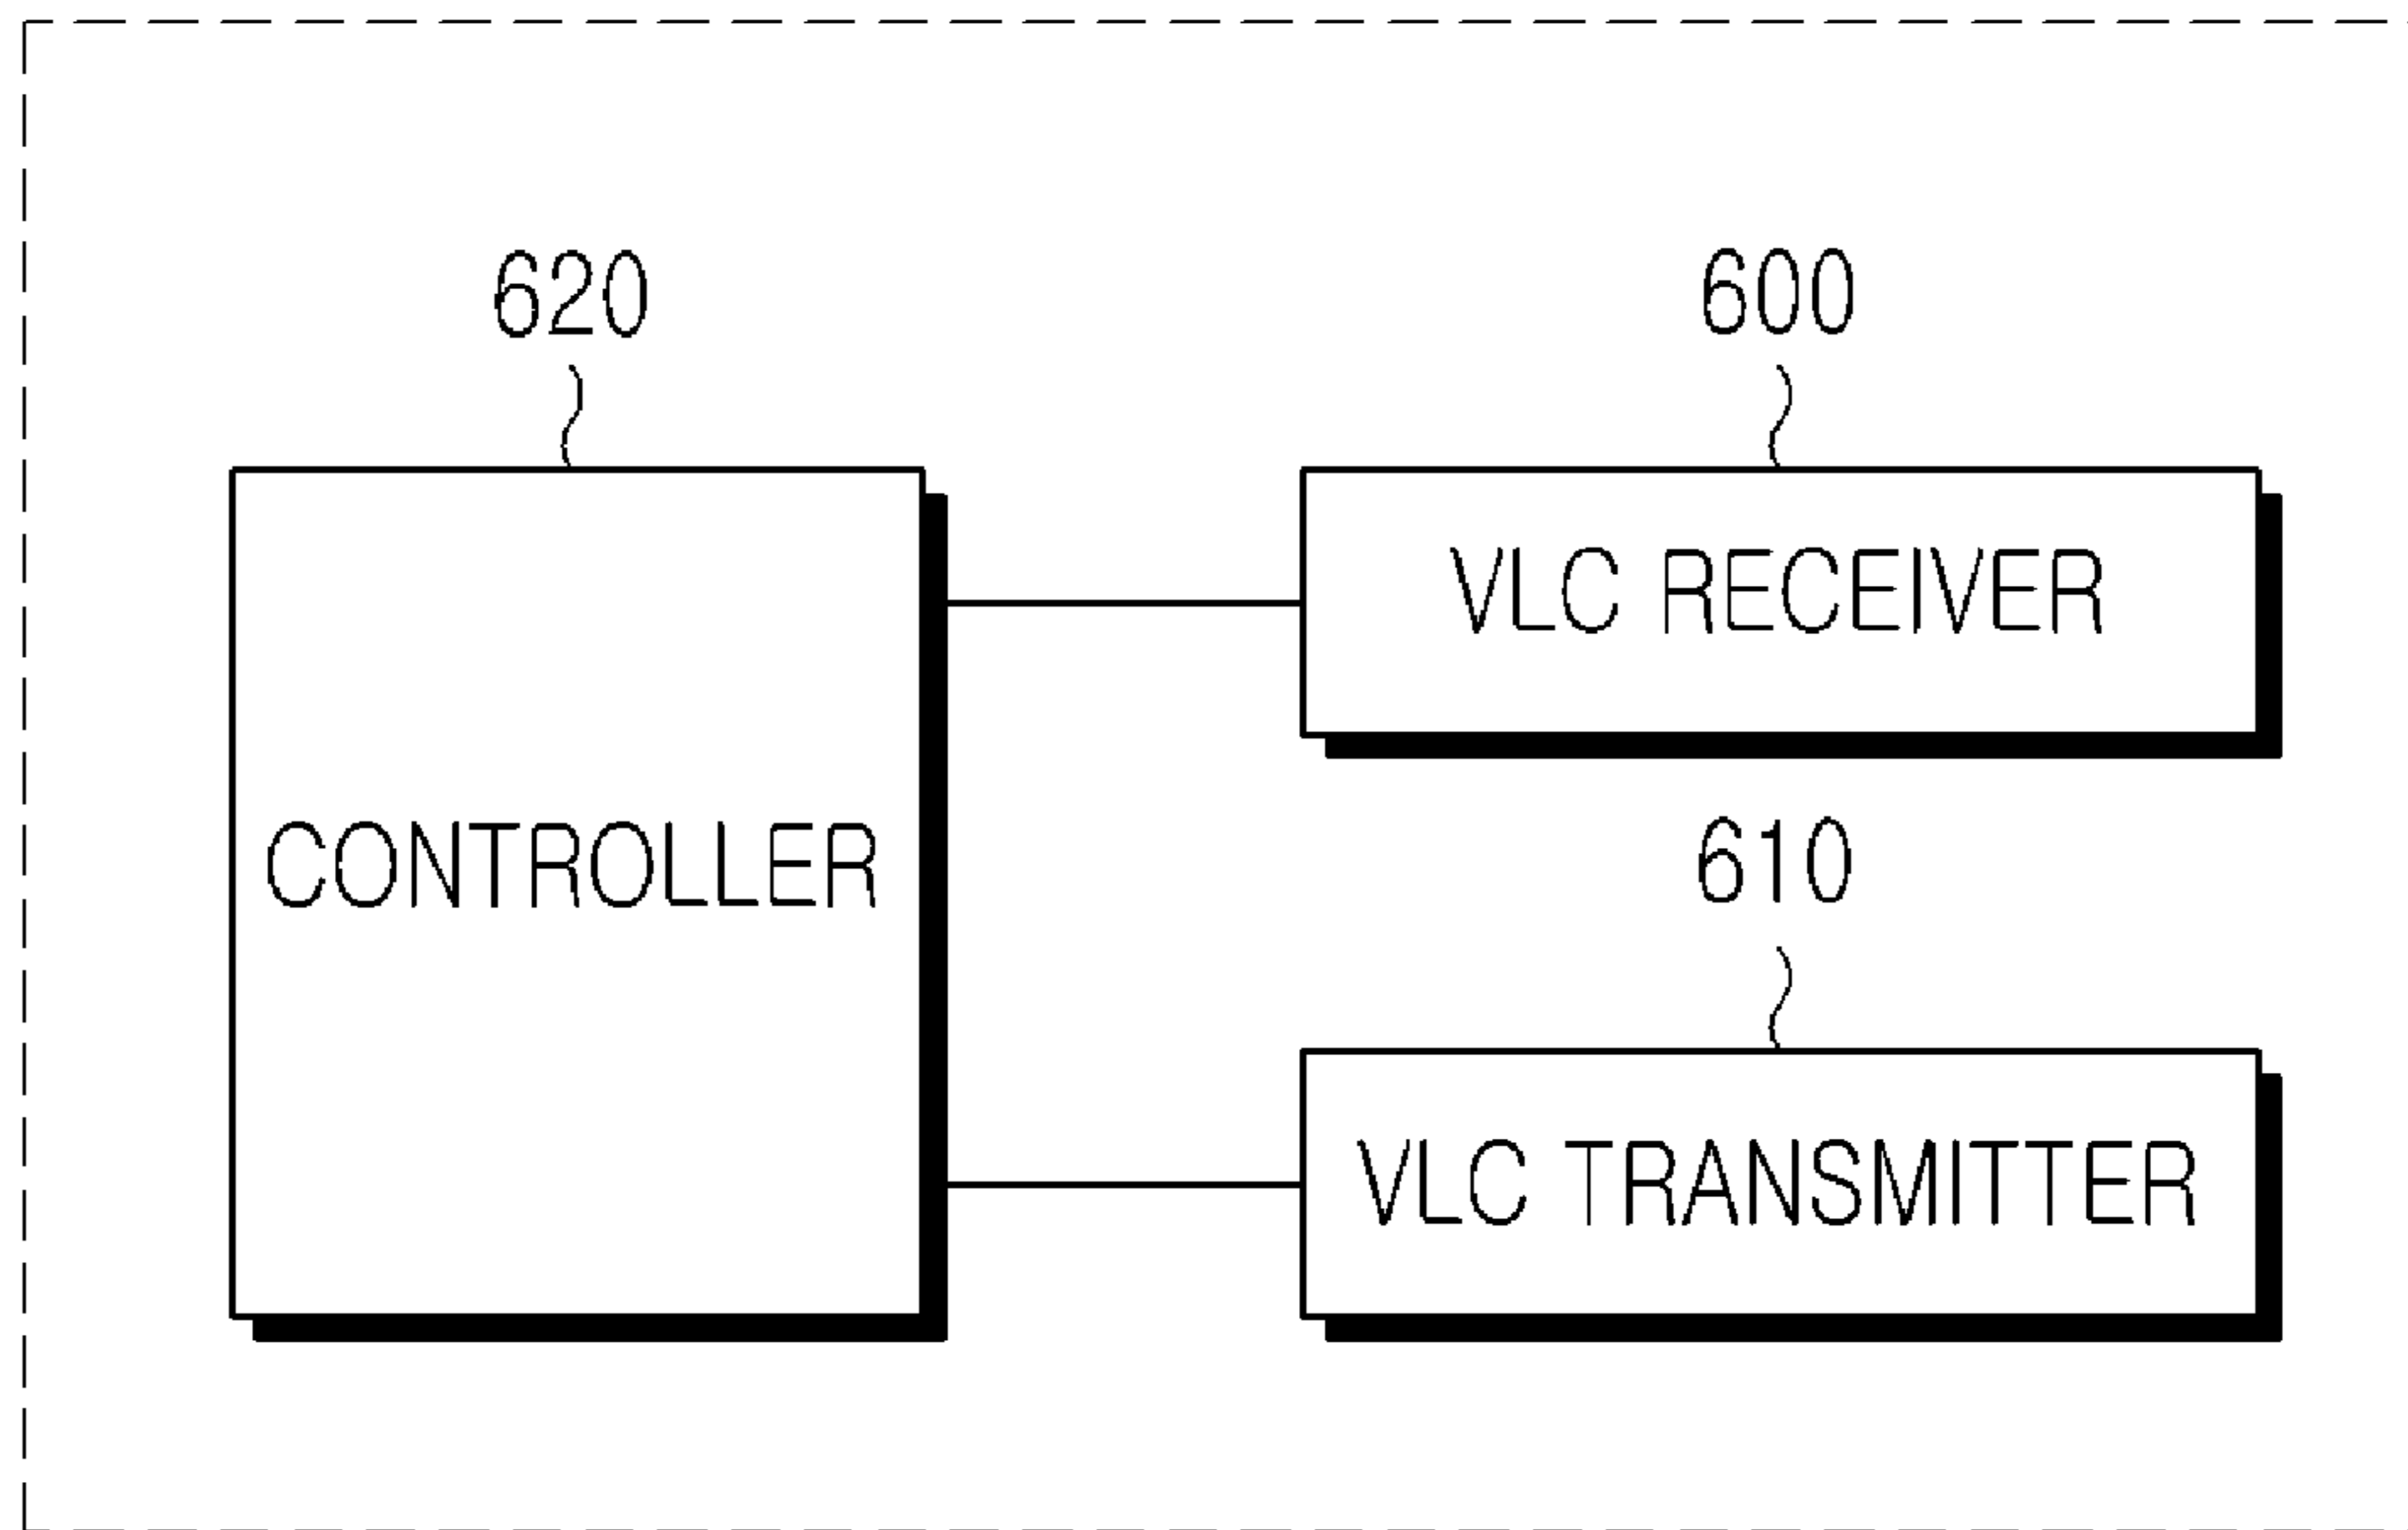 620
600
VLC RECEIVER
CONTROLLER
610
VLC TRANSMITTER